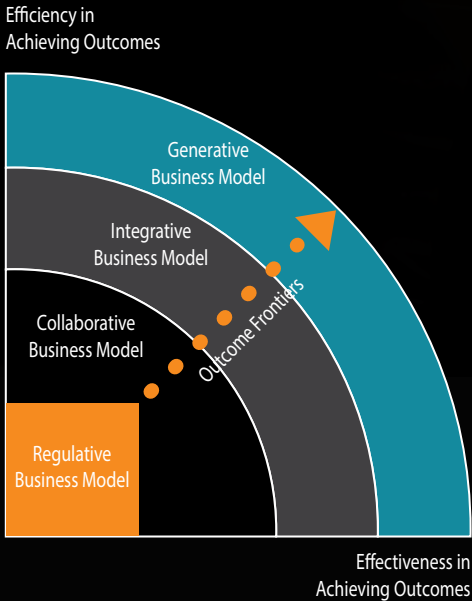 Efficiency in
Achieving Outcomes
Generative
Business Model
Integrative
Business Model
Outcome Frontiers
Collaborative
Business Model
Regulative
Business Model
Effectiveness in
Achieving Outcomes